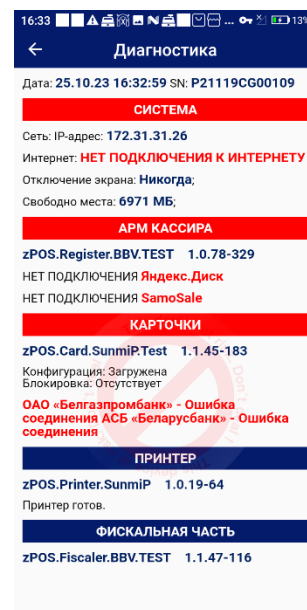 16:33 ... 13%
Диагностика
Дата: 25.10.23 16:32:59 SN: P21119CG00109
СИСТЕМА
Сеть: IP-адрес: 172.31.31.26
Интернет: НЕТ ПОДКЛЮЧЕНИЯ К ИНТЕРНЕТУ
Отключение экрана: Никогда;
Свободно места: 6971 МБ;
АРМ КАССИРА
zPOS.Register.BBV.TEST 1.0.78-329
НЕТ ПОДКЛЮЧЕНИЯ Яндекс.Диск
НЕТ ПОДКЛЮЧЕНИЯ SamoSale
КАРТОЧКИ
zPOS.Card.SunmiP.Test 1.1.45-183
Конфигурация: Загружена
Блокировка: Отсутствует
ОАО «Белгазпромбанк» - Ошибка
соединения АСБ «Беларусбанк» - Ошибка
соединения
ПРИНТЕР
zPOS.Printer.SunmiP 1.0.19-64
Принтер готов.
ФИСКАЛЬНАЯ ЧАСТЬ
zPOS.Fiscaler.BBV.TEST 1.1.47-116